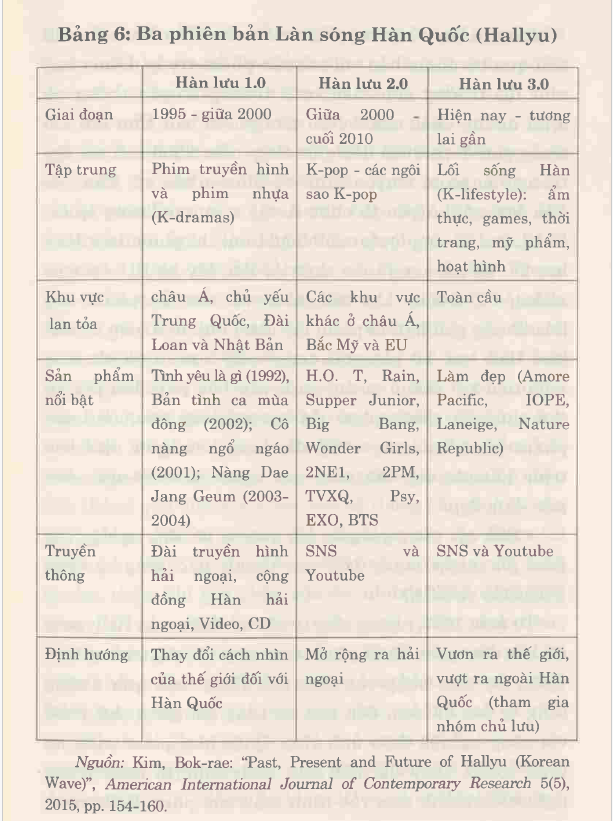 Bảng 6: Ba phiên bản Làn sóng Hàn Quốc (Hallyu)
Hàn lưu 1.0
Hàn lưu 2.0
Hàn lưu 3.0
Giai đoạn
1995 - giữa 2000
Giữa 2000 -
cuối 2010
Hiện nay - tương
lai gần
Tập trung
Phim truyền hình
và phim nhựa
(K-dramas)
K-pop - các ngôi
sao K-pop
Lối sống Hàn
(K-lifestyle): ẩm
thực, games, thời
trang, mỹ phẩm,
hoạt hình
Khu vực
lan tỏa
châu Á, chủ yếu
Trung Quốc, Đài
Loan và Nhật Bản
Các khu vực
khác ở châu Á,
Bắc Mỹ và EU
Toàn cầu
Sản phẩm
nổi bật
Tình yêu là gì (1992),
Bản tình ca mùa
đông (2002); Cô
nàng ngổ ngáo
(2001); Nàng Dae
Jang Geum (2003-
2004)
H.O. T, Rain,
Supper Junior,
Big Bang,
Wonder Girls,
2NE1, 2PM,
TVXQ, Psy,
EXO, BTS
Làm đẹp (Amore
Pacific, IOPE,
Laneige, Nature
Republic)
Truyền
thông
Đài truyền hình
hải ngoại, cộng
đồng Hàn hải
ngoại, Video, CD
SNS và
Youtube
SNS và Youtube
Định hướng
Thay đổi cách nhìn
của thế giới đối với
Hàn Quốc
Mở rộng ra hải
ngoại
Vươn ra thế giới,
vượt ra ngoài Hàn
Quốc (tham gia
nhóm chủ lưu)
Nguồn: Kim, Bok-rae: “Past, Present and Future of Hallyu (Korean
Wave)”, American International Journal of Contemporary Research 5(5),
2015, pp. 154-160.